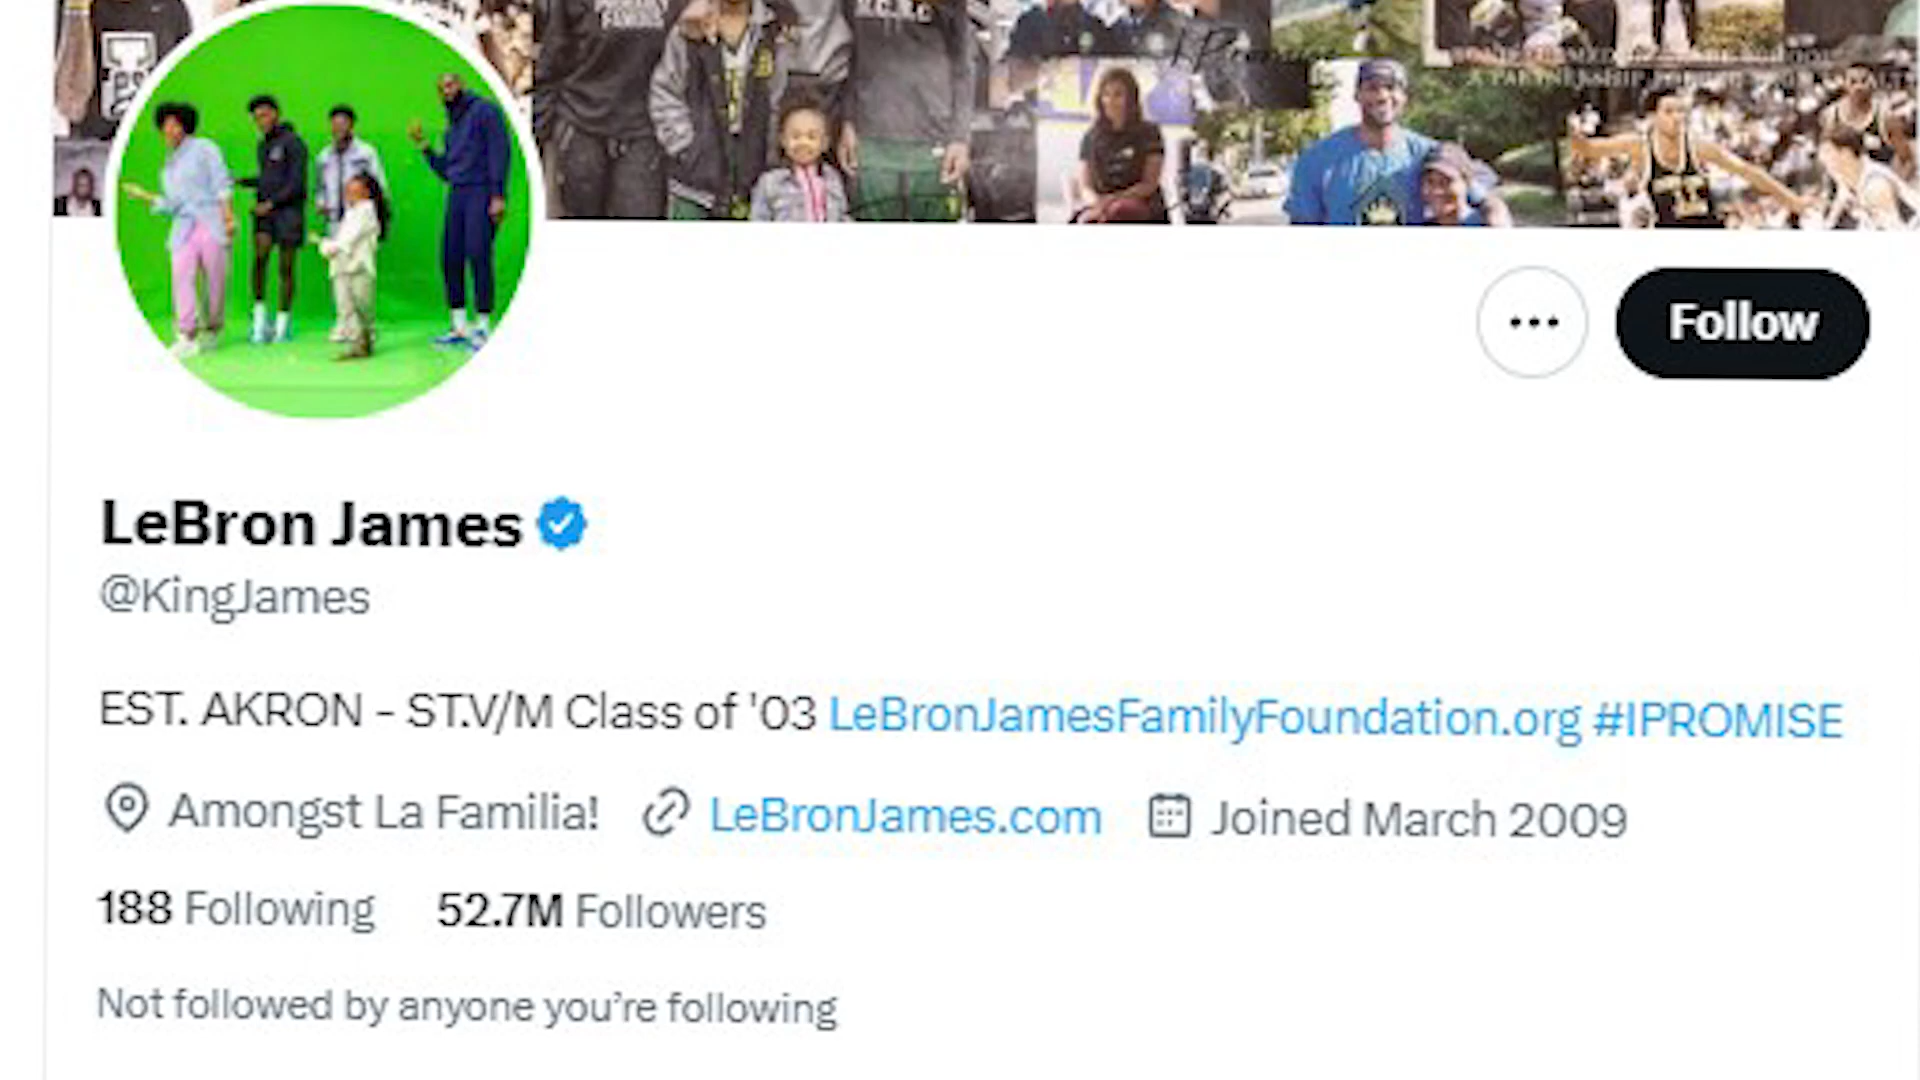 Follow
LeBron James
@KingJames
EST. AKRON - ST.V/M Class of '03 LeBronJamesFamilyFoundation.org #IPROMISE
Amongst La Familia! LeBronJames.com Joined March 2009
188 Following 52.7M Followers
Not followed by anyone you're following